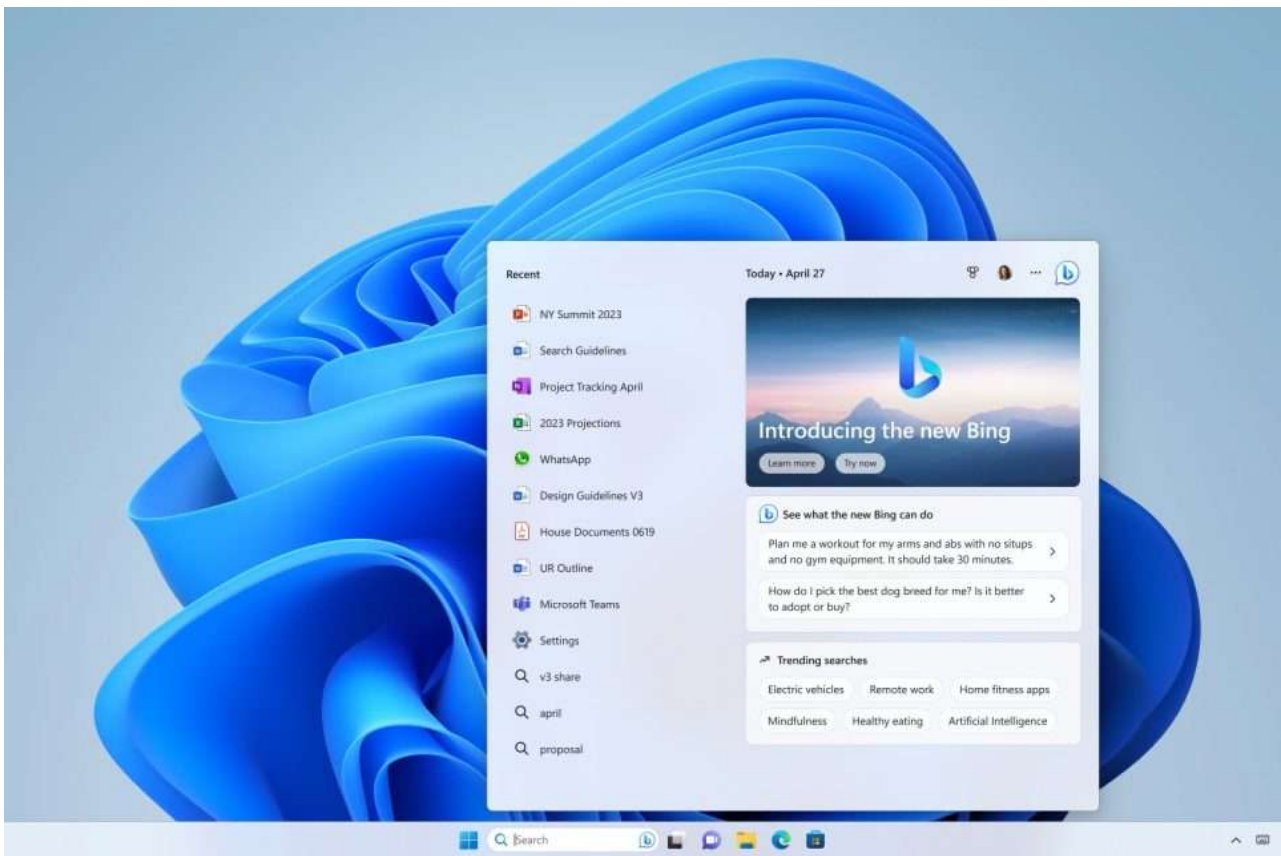 Recent
NY Summit 2023
Search Guidelines
Project Tracking April
2023 Projections
WhatsApp
Design Guidelines V3
House Documents 0619
UR Outline
Microsoft Teams
Settings
v3 share
april
proposal
Today • April 27
Introducing the new Bing
Learn more
Try now
See what the new Bing can do
Plan me a workout for my arms and abs with no situps
and no gym equipment. It should take 30 minutes.
How do I pick the best dog breed for me? Is it better
to adopt or buy?
Trending searches
Electric vehicles
Remote work
Home fitness apps
Mindfulness
Healthy eating
Artificial Intelligence
Search